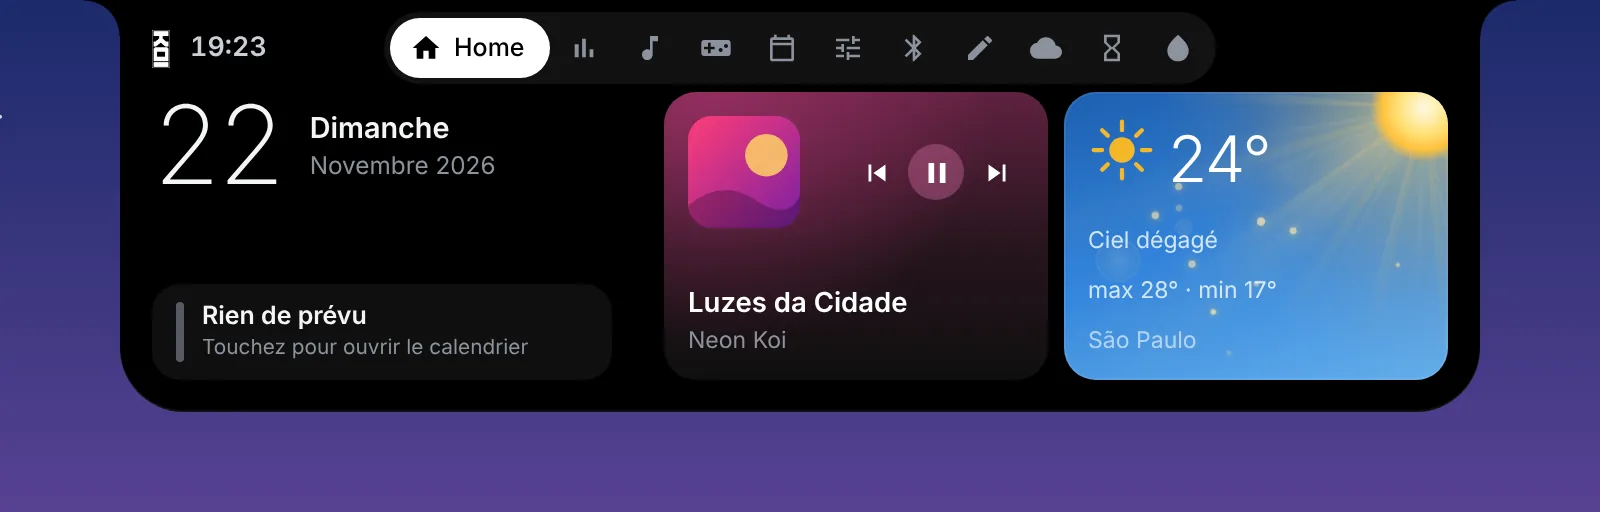 KOI
19:23
Home
22
Dimanche
Novembre 2026
Rien de prévu
Touchez pour ouvrir le calendrier
Luzes da Cidade
Neon Koi
24°
Ciel dégagé
max 28° · min 17°
São Paulo